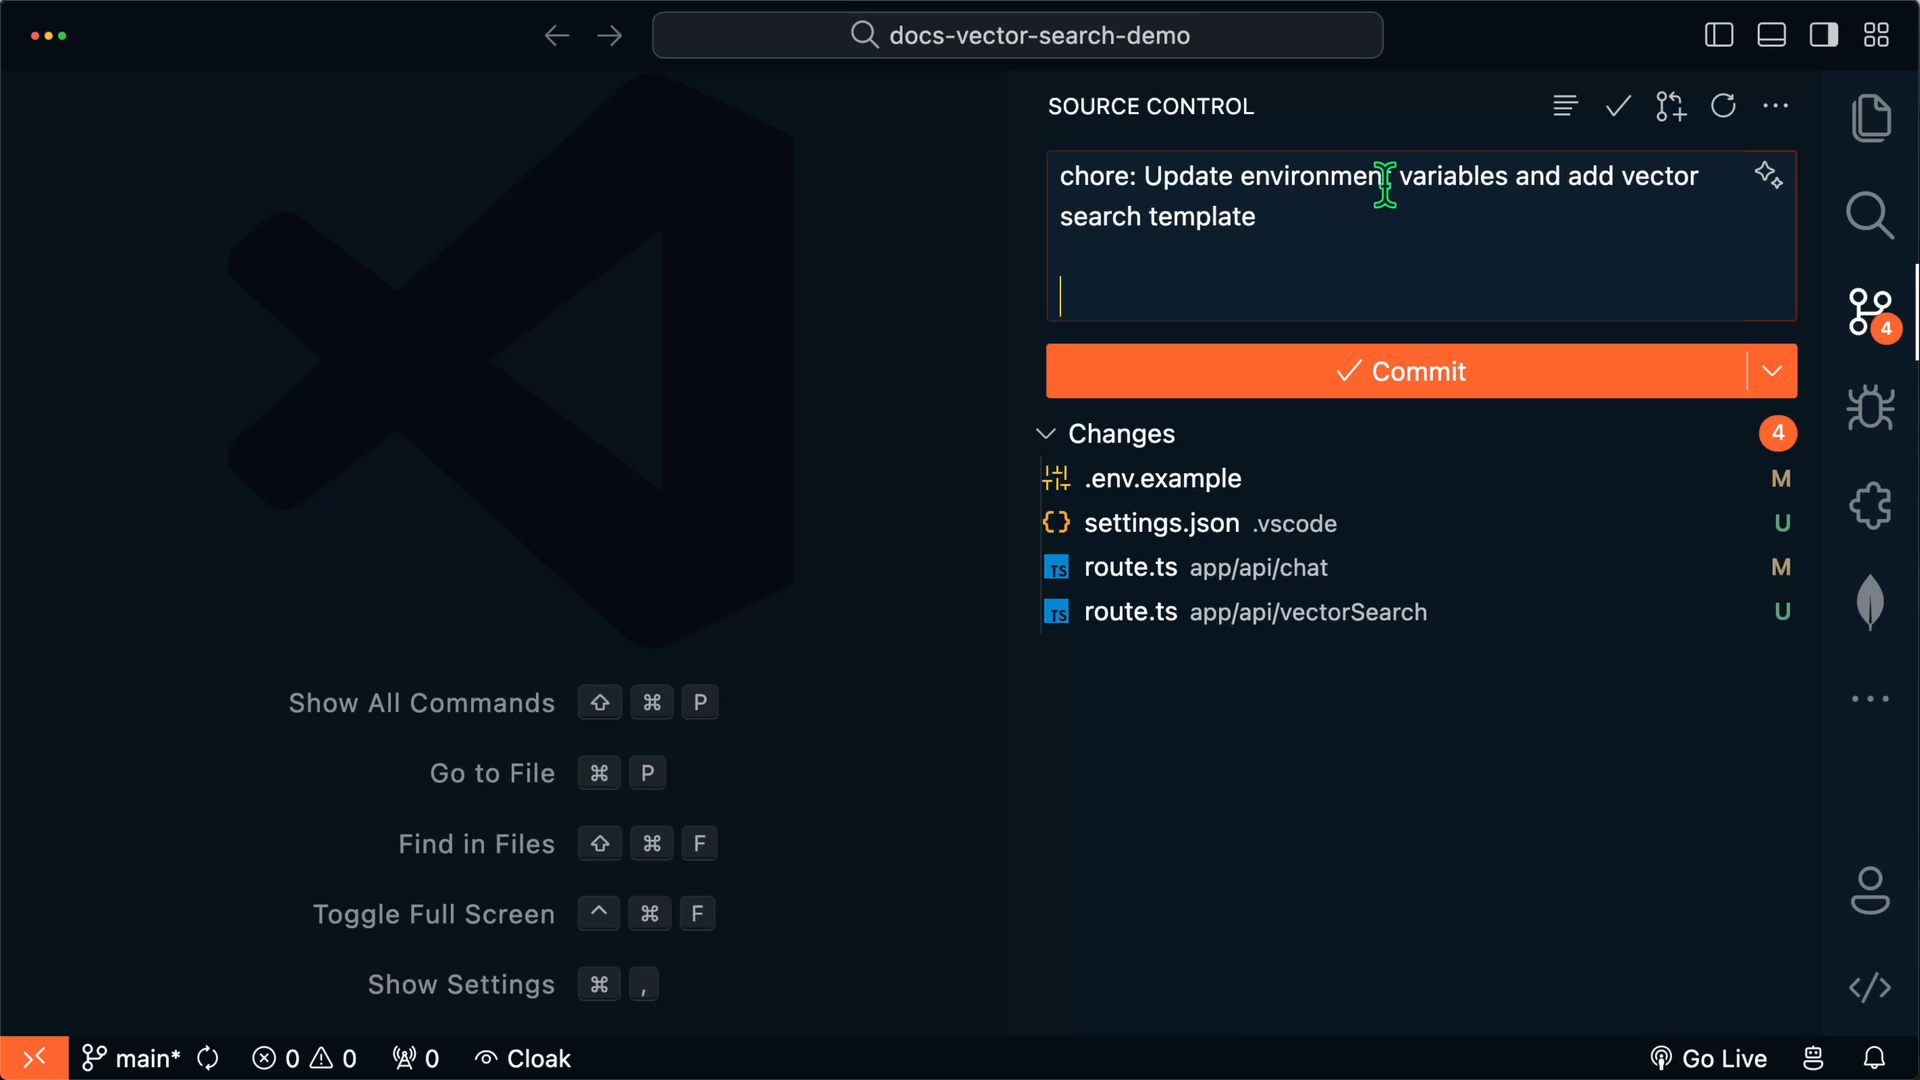 docs-vector-search-demo
SOURCE CONTROL
chore: Update environment variables and add vector
search template
Commit
Changes
4
.env.example
M
settings.json .vscode
U
route.ts app/api/chat
M
route.ts app/api/vectorSearch
U
4
Show All Commands ⇧ ⌘ P
Go to File ⌘ P
Find in Files ⇧ ⌘ F
Toggle Full Screen ^ ⌘ F
Show Settings ⌘ ,
main* 0 0 0 Cloak
Go Live